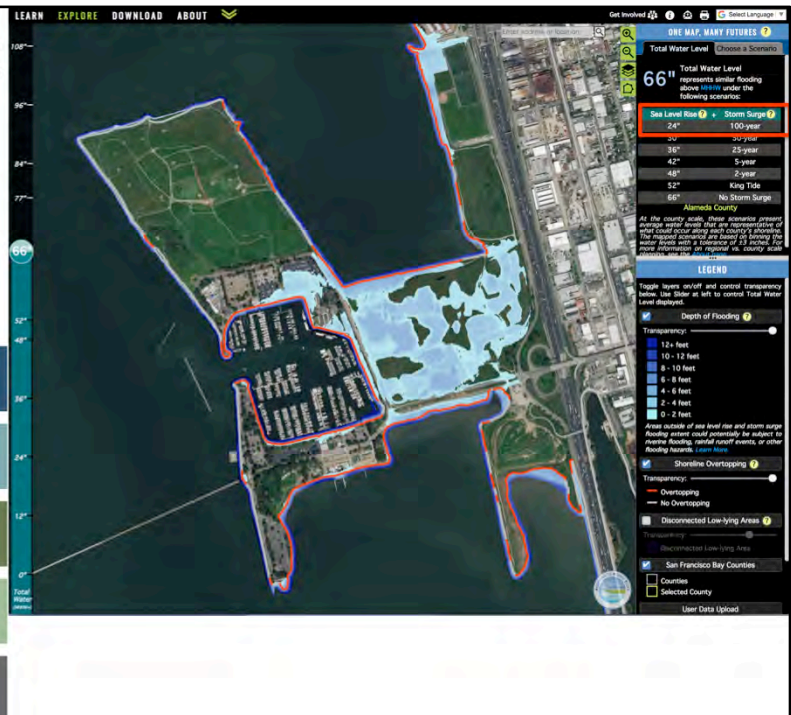 LEARN EXPLORE DOWNLOAD ABOUT
Get Involved
Select Language
108"
96"
84"
77"
66"
52"
36"
24"
12"
0"
Total
Water
ONE MAP, MANY FUTURES ?
Total Water Level
Choose a Scenario
66"
Total Water Level
represents similar flooding
above MHHW under the
following scenarios:
Sea Level Rise ? + Storm Surge ?
24" 100-year
30" 50-year
36" 25-year
42" 5-year
48" 2-year
52" King Tide
66" No Storm Surge
Alameda County
At the county scale, these scenarios present
average water levels that are representative of
what could occur along each county's shoreline.
The mapped scenarios are based on binning the
water levels with a tolerance of ±3 inches. For
more information on regional vs. county scale
planning, see the
LEGEND
Toggle layers on/off and control transparency
below. Use Slider at left to control Total Water
Level displayed.
Depth of Flooding ?
Transparency:
12+ feet
10 - 12 feet
8 - 10 feet
6 - 8 feet
4 - 6 feet
2 - 4 feet
0 - 2 feet
Areas outside of sea level rise and storm surge
flooding extent could potentially be subject to
riverine flooding, rainfall runoff events, or other
flooding hazards. Learn More
Shoreline Overtopping ?
Transparency:
Overtopping
No Overtopping
Disconnected Low-lying Areas ?
Transparency:
Disconnected Low-lying Area
San Francisco Bay Counties
Counties
Selected County
User Data Upload